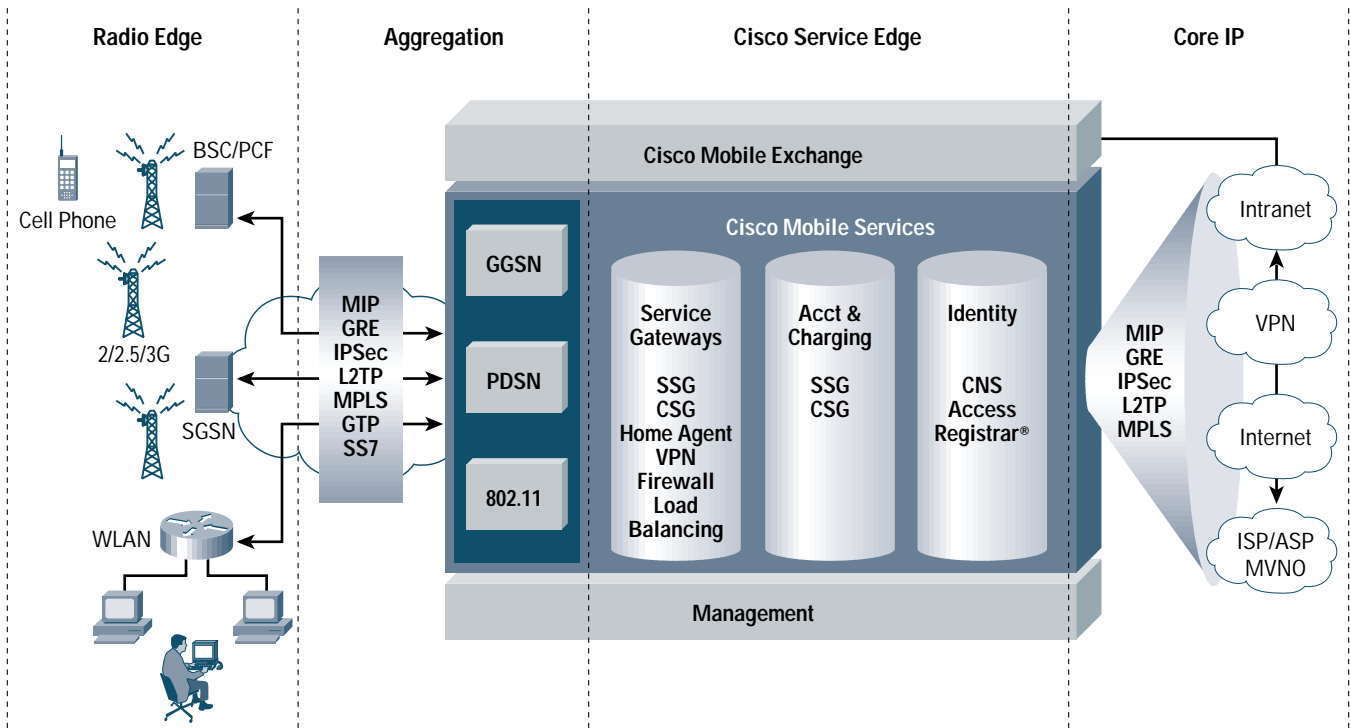 Radio Edge
Aggregation
Cisco Service Edge
Core IP
Cell Phone
BSC/PCF
2/2.5/3G
SGSN
WLAN
MIP
GRE
IPSec
L2TP
MPLS
GTP
SS7
Cisco Mobile Exchange
GGSN
PDSN
802.11
Cisco Mobile Services
Service
Gateways
SSG
CSG
Home Agent
VPN
Firewall
Load
Balancing
Acct &
Charging
SSG
CSG
Identity
CNS
Access
Registrar®
Management
MIP
GRE
IPSec
L2TP
MPLS
Intranet
VPN
Internet
ISP/ASP
MVNO